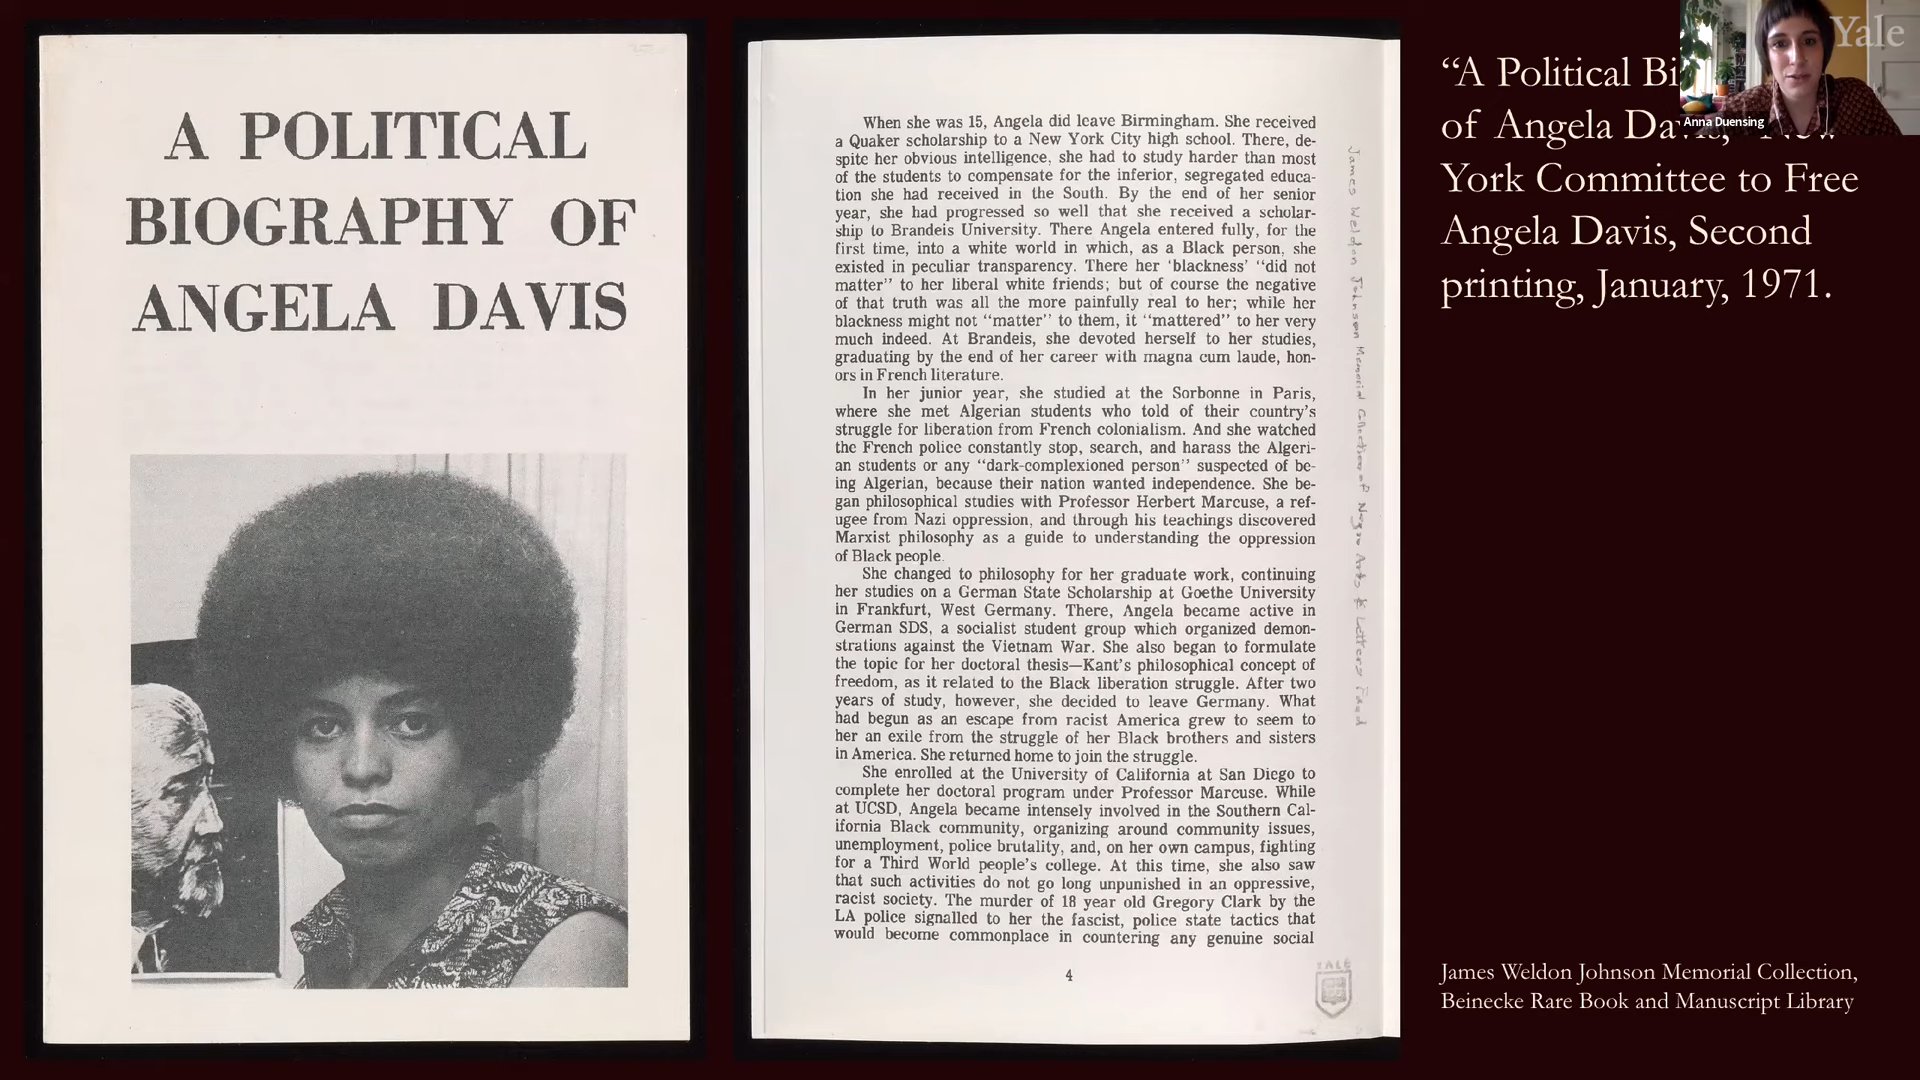 A POLITICAL
BIOGRAPHY OF
ANGELA DAVIS
When she was 15, Angela did leave Birmingham. She received
a Quaker scholarship to a New York City high school. There, de-
spite her obvious intelligence, she had to study harder than most
of the students to compensate for the inferior, segregated educa-
tion she had received in the South. By the end of her senior
year, she had progressed so well that she received a scholar-
ship to Brandeis University. There Angela entered fully, for the
first time, into a white world in which, as a Black person, she
existed in peculiar transparency. There her ‘blackness’ “did not
matter” to her liberal white friends; but of course the negative
of that truth was all the more painfully real to her; while her
blackness might not “matter” to them, it “mattered” to her very
much indeed. At Brandeis, she devoted herself to her studies,
graduating by the end of her career with magna cum laude, hon-
ors in French literature.
In her junior year, she studied at the Sorbonne in Paris,
where she met Algerian students who told of their country’s
struggle for liberation from French colonialism. And she watched
the French police constantly stop, search, and harass the Algeri-
an students or any “dark-complexioned person” suspected of be-
ing Algerian, because their nation wanted independence. She be-
gan philosophical studies with Professor Herbert Marcuse, a ref-
ugee from Nazi oppression, and through his teachings discovered
Marxist philosophy as a guide to understanding the oppression
of Black people.
She changed to philosophy for her graduate work, continuing
her studies on a German State Scholarship at Goethe University
in Frankfurt, West Germany. There, Angela became active in
German SDS, a socialist student group which organized demon-
strations against the Vietnam War. She also began to formulate
the topic for her doctoral thesis—Kant’s philosophical concept of
freedom, as it related to the Black liberation struggle. After two
years of study, however, she decided to leave Germany. What
had begun as an escape from racist America grew to seem to
her an exile from the struggle of her Black brothers and sisters
in America. She returned home to join the struggle.
She enrolled at the University of California at San Diego to
complete her doctoral program under Professor Marcuse. While
at UCSD, Angela became intensely involved in the Southern Cal-
ifornia Black community, organizing around community issues,
unemployment, police brutality, and, on her own campus, fighting
for a Third World people’s college. At this time, she also saw
that such activities do not go long unpunished in an oppressive,
racist society. The murder of 18 year old Gregory Clark by the
LA police signalled to her the fascist, police state tactics that
would become commonplace in countering any genuine social
4
James Weldon Johnson Memorial Collection of Negro Arts & Letters Fund
YALE
“A Political Bi
of Angela Davis,” New
York Committee to Free
Angela Davis, Second
printing, January, 1971.
James Weldon Johnson Memorial Collection,
Beinecke Rare Book and Manuscript Library
Yale
Anna Duensing